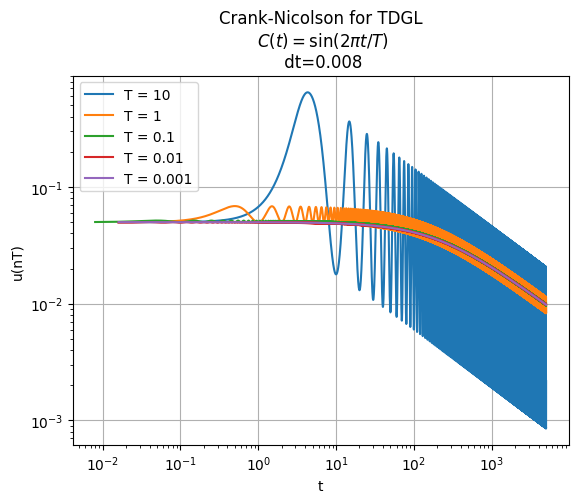 Crank-Nicolson for TDGL
C(t) = sin(2πt/T)
dt=0.008
T = 10
T = 1
T = 0.1
T = 0.01
T = 0.001
u(nT)
10⁻¹
10⁻²
10⁻³
10⁻² 10⁻¹ 10⁰ 10¹ 10² 10³
t